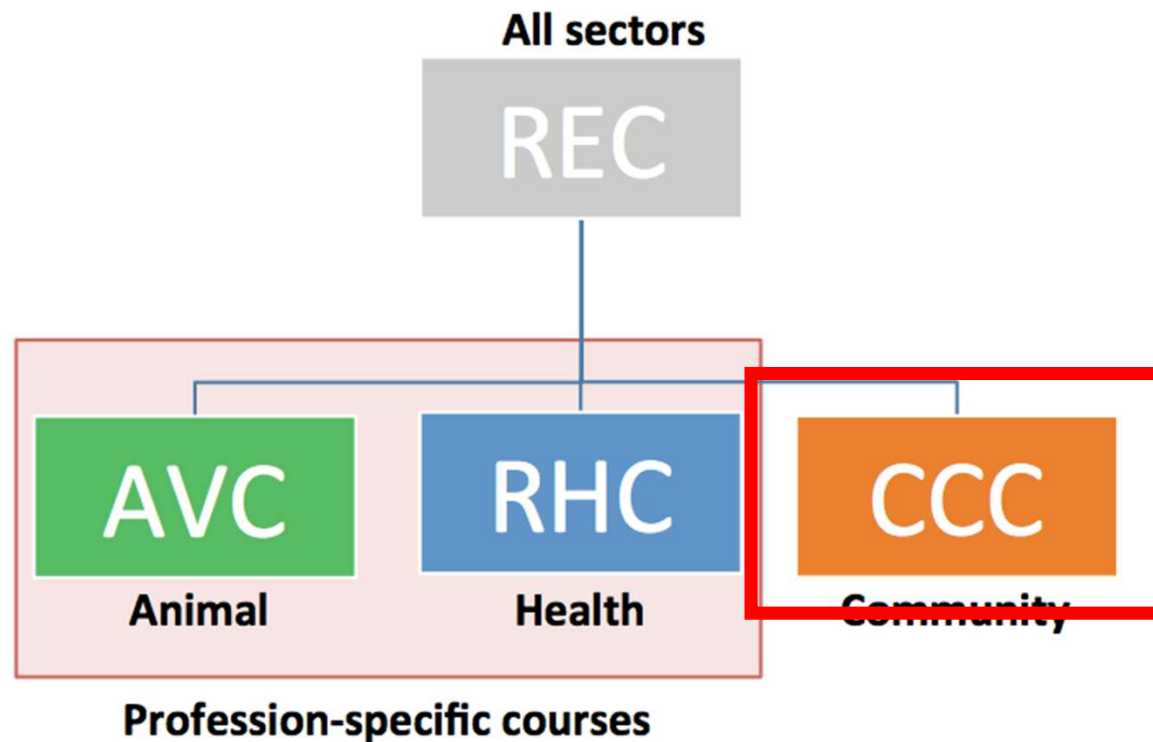 All sectors
REC
AVC
RHC
CCC
Animal
Health
Community
Profession-specific courses